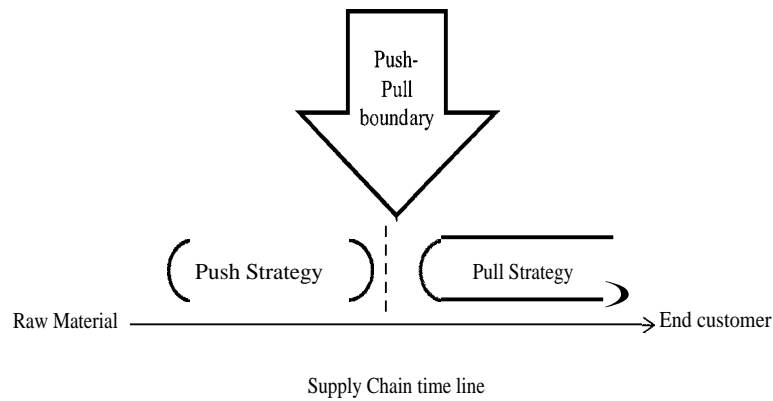 Push-
Pull
boundary
Push Strategy
Pull Strategy
Raw Material
End customer
Supply Chain time line